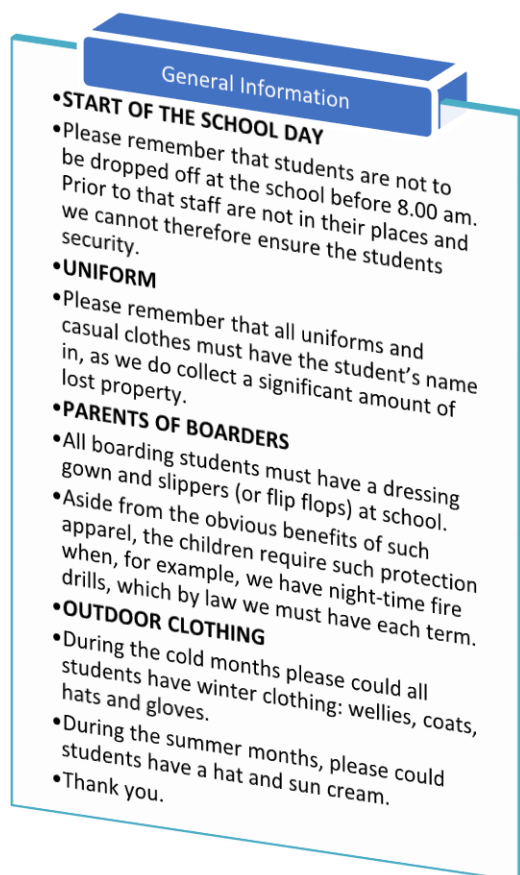 General Information
•START OF THE SCHOOL DAY
•Please remember that students are not to
be dropped off at the school before 8.00 am.
Prior to that staff are not in their places and
we cannot therefore ensure the students
security.
•UNIFORM
•Please remember that all uniforms and
casual clothes must have the student’s name
in, as we do collect a significant amount of
lost property.
•PARENTS OF BOARDERS
•All boarding students must have a dressing
gown and slippers (or flip flops) at school.
•Aside from the obvious benefits of such
apparel, the children require such protection
when, for example, we have night-time fire
drills, which by law we must have each term.
•OUTDOOR CLOTHING
•During the cold months please could all
students have winter clothing: wellies, coats,
hats and gloves.
•During the summer months, please could
students have a hat and sun cream.
•Thank you.